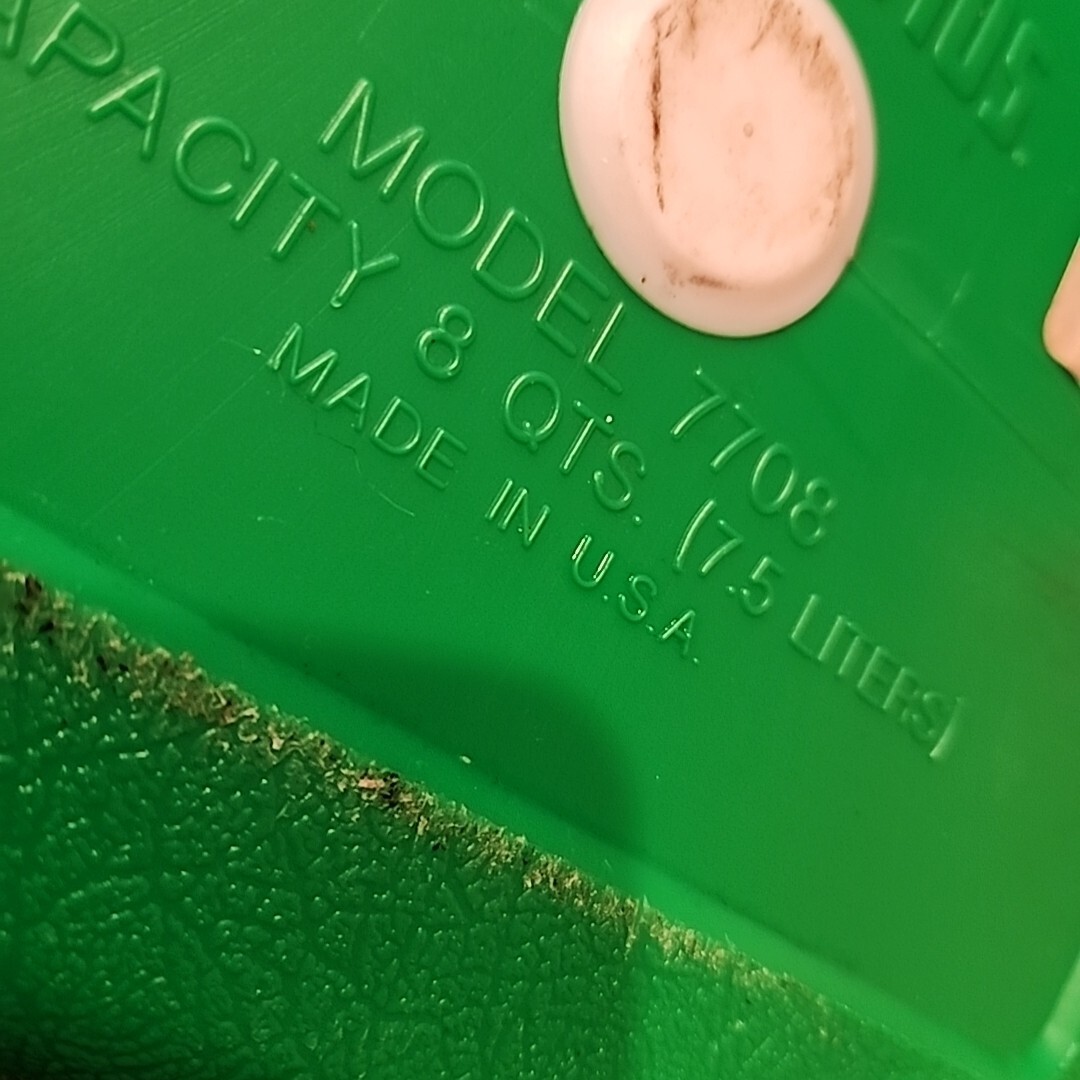 MODEL 7708
APACITY 8 QTS. (7.5 LITERS)
MADE IN U.S.A.